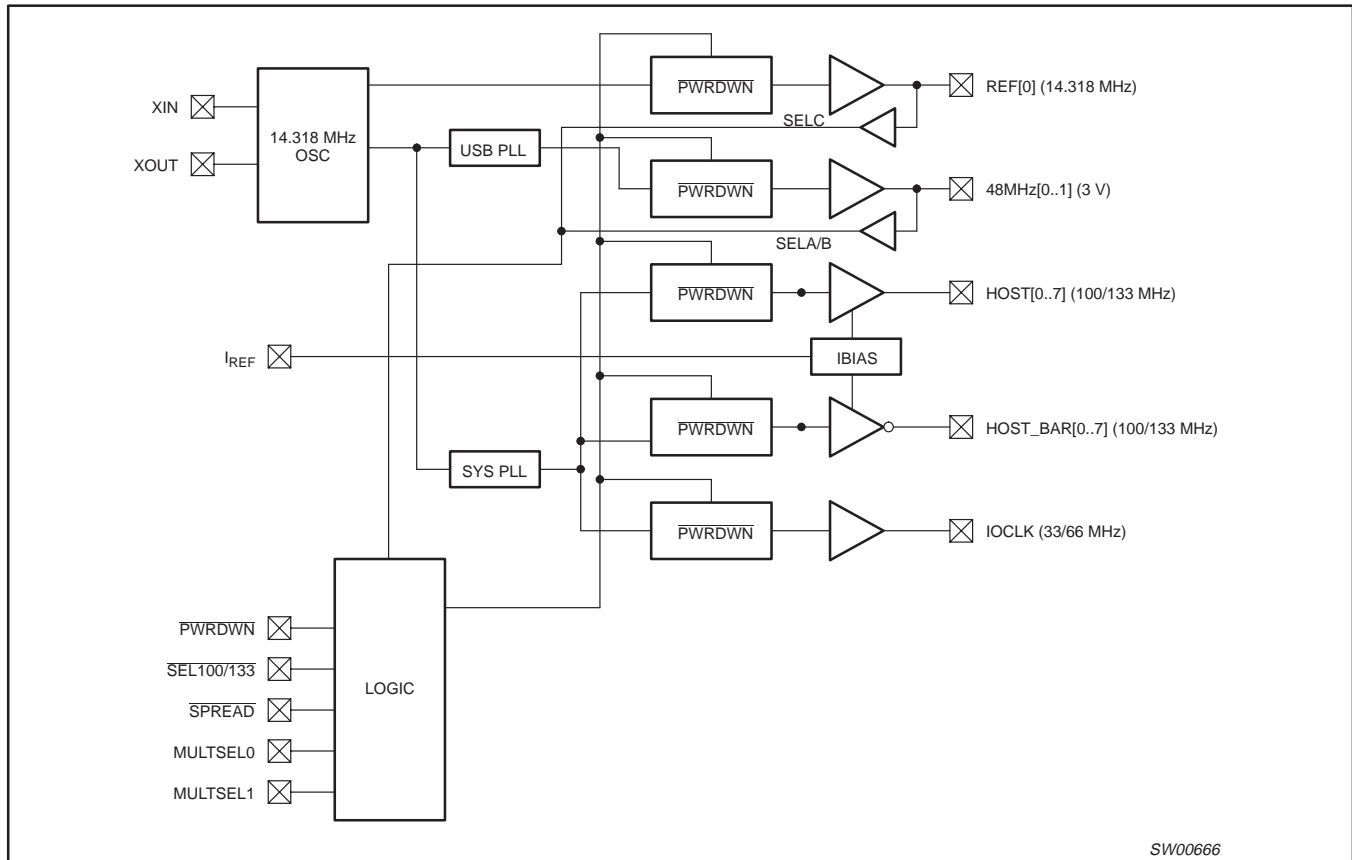 PWRDWN
REF[0] (14.318 MHz)
XIN
SELC
14.318 MHz
OSC
USB PLL
XOUT
PWRDWN
48MHz[0..1] (3 V)
SELA/B
PWRDWN
HOST[0..7] (100/133 MHz)
IREF
IBIAS
PWRDWN
HOST_BAR[0..7] (100/133 MHz)
SYS PLL
PWRDWN
IOCLK (33/66 MHz)
PWRDWN
SEL100/133
LOGIC
SPREAD
MULTSEL0
MULTSEL1
SW00666